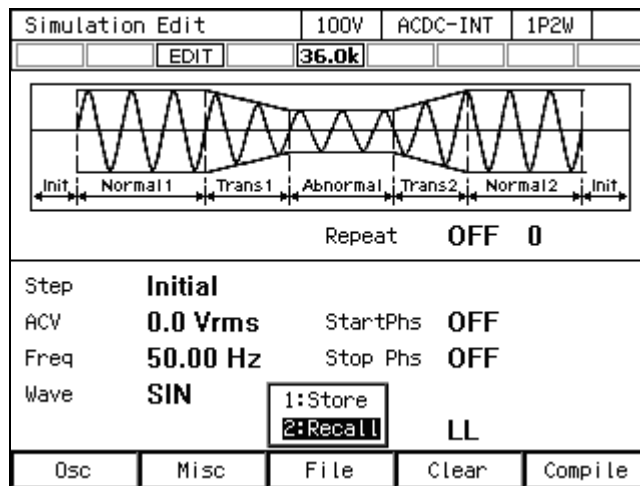 Simulation Edit 100V ACDC-INT 1P2W
EDIT 36.0k
Init Normal1 Trans1 Abnormal Trans2 Normal2 Init
Repeat OFF 0
Step Initial
ACV 0.0 Vrms StartPhs OFF
Freq 50.00 Hz Stop Phs OFF
Wave SIN
1:Store
2:Recall
LL
Osc Misc File Clear Compile